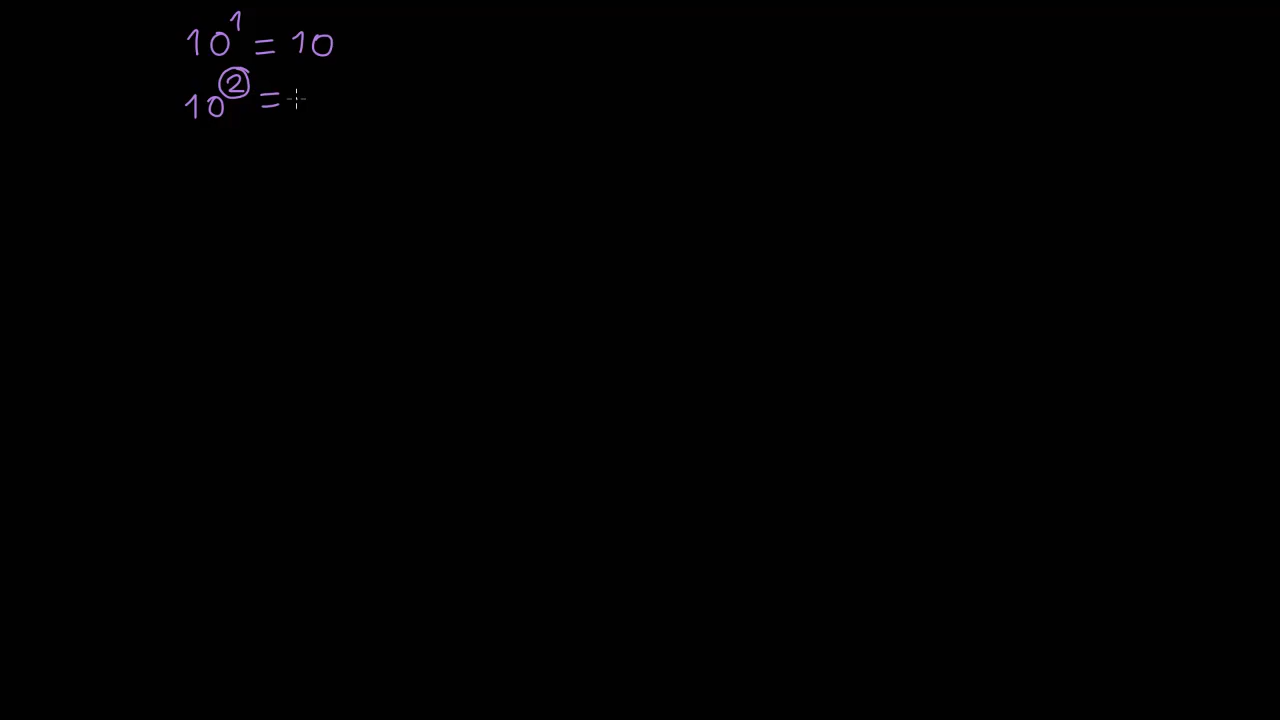 10¹ = 10
10² =